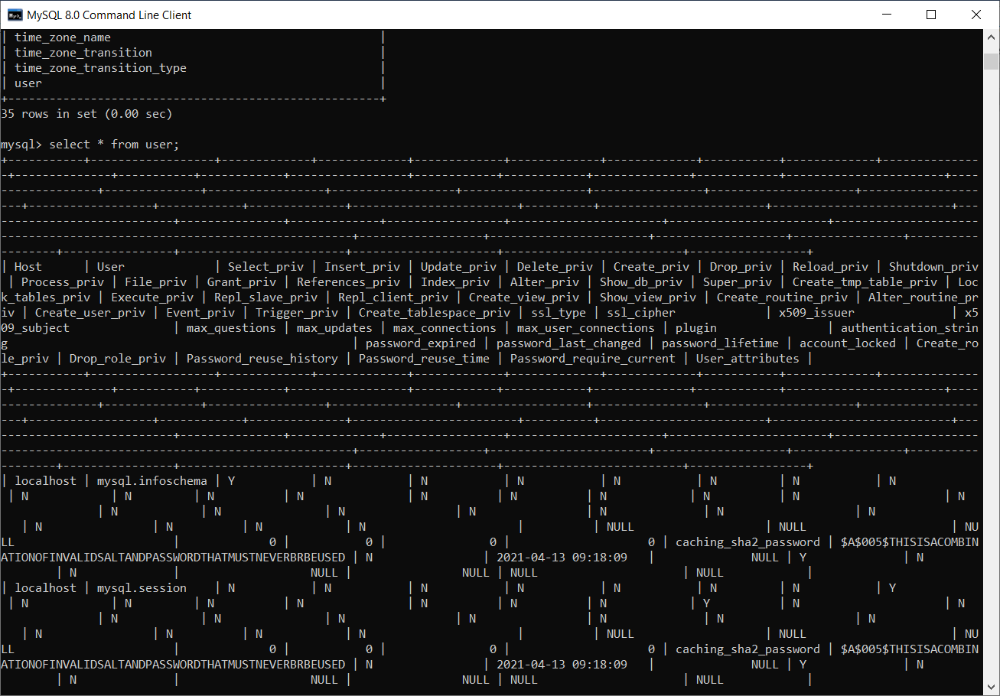 MySQL 8.0 Command Line Client
| time_zone_name |
| time_zone_transition |
| time_zone_transition_type |
| user |
+------------------------------------------------------+
35 rows in set (0.00 sec)
mysql> select * from user;
| Host | User | Select_priv | Insert_priv | Update_priv | Delete_priv | Create_priv | Drop_priv | Reload_priv | Shutdown_priv
| Process_priv | File_priv | Grant_priv | References_priv | Index_priv | Alter_priv | Show_db_priv | Super_priv | Create_tmp_table_priv | Loc
k_tables_priv | Execute_priv | Repl_slave_priv | Repl_client_priv | Create_view_priv | Show_view_priv | Create_routine_priv | Alter_routine_pr
iv | Create_user_priv | Event_priv | Trigger_priv | Create_tablespace_priv | ssl_type | ssl_cipher | x509_issuer | x5
09_subject | max_questions | max_updates | max_connections | max_user_connections | plugin | authentication_strin
g | password_expired | password_last_changed | password_lifetime | account_locked | Create_ro
le_priv | Drop_role_priv | Password_reuse_history | Password_reuse_time | Password_require_current | User_attributes |
| localhost | mysql.infoschema | Y | N | N | N | N | N | N | N
| N | N | N | N | N | N | N | N | N | N
| N | N | N | N | N | N | N
| N | N | N | N | | NULL | NULL | NU
LL | 0 | 0 | 0 | 0 | caching_sha2_password | $A$005$THISISACOMBIN
ATIONOFINVALIDSALTANDPASSWORDTHATMUSTNEVERBRBEUSED | N | 2021-04-13 09:18:09 | NULL | Y | N
| N | NULL | NULL | NULL | NULL |
| localhost | mysql.session | N | N | N | N | N | N | N | Y
| N | N | N | N | N | N | N | Y | N | N
| N | N | N | N | N | N | N
| N | N | N | N | | NULL | NULL | NU
LL | 0 | 0 | 0 | 0 | caching_sha2_password | $A$005$THISISACOMBIN
ATIONOFINVALIDSALTANDPASSWORDTHATMUSTNEVERBRBEUSED | N | 2021-04-13 09:18:09 | NULL | Y | N
| N | NULL | NULL | NULL | NULL |